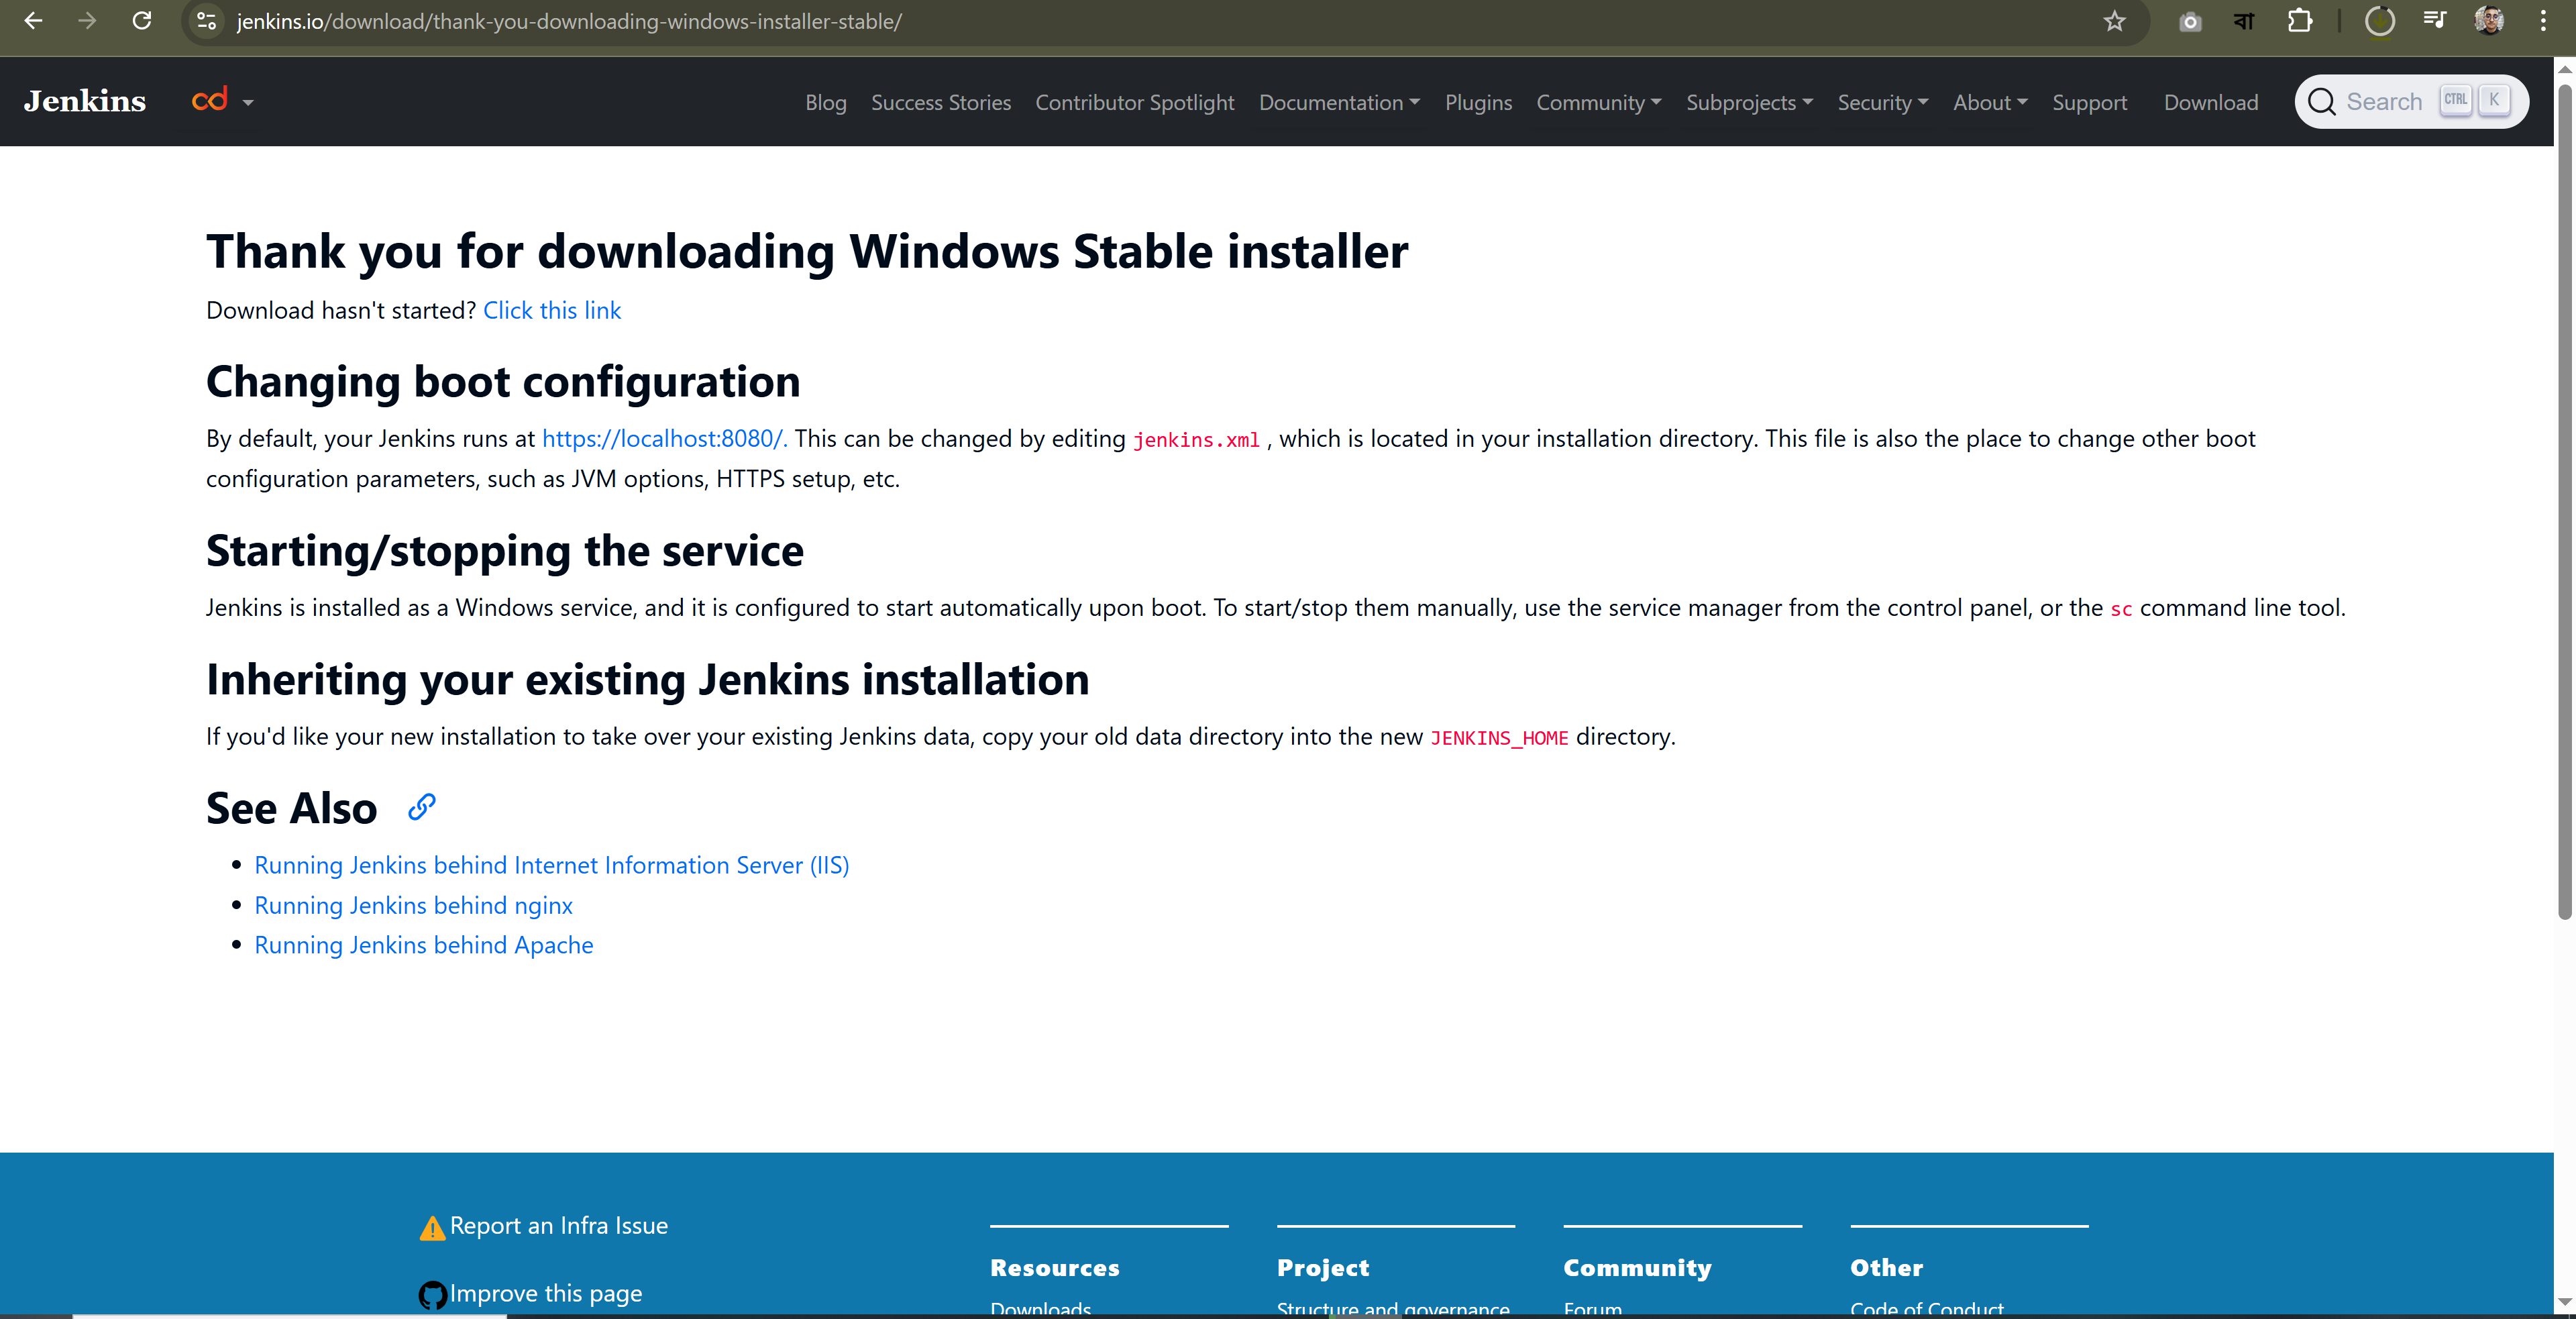 jenkins.io/download/thank-you-downloading-windows-installer-stable/
বা
Jenkins cd Blog Success Stories Contributor Spotlight Documentation Plugins Community Subprojects Security About Support Download Search CTRL K
Thank you for downloading Windows Stable installer
Download hasn't started? Click this link
Changing boot configuration
By default, your Jenkins runs at https://localhost:8080/. This can be changed by editing jenkins.xml , which is located in your installation directory. This file is also the place to change other boot
configuration parameters, such as JVM options, HTTPS setup, etc.
Starting/stopping the service
Jenkins is installed as a Windows service, and it is configured to start automatically upon boot. To start/stop them manually, use the service manager from the control panel, or the sc command line tool.
Inheriting your existing Jenkins installation
If you'd like your new installation to take over your existing Jenkins data, copy your old data directory into the new JENKINS_HOME directory.
See Also
Running Jenkins behind Internet Information Server (IIS)
Running Jenkins behind nginx
Running Jenkins behind Apache
Report an Infra Issue
Improve this page
Resources
Downloads
Project
Structure and governance
Community
Forum
Other
Code of Conduct